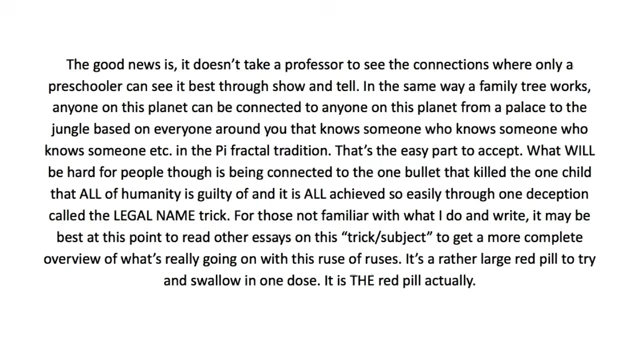 The good news is, it doesn’t take a professor to see the connections where only a
preschooler can see it best through show and tell. In the same way a family tree works,
anyone on this planet can be connected to anyone on this planet from a palace to the
jungle based on everyone around you that knows someone who knows someone who
knows someone etc. in the Pi fractal tradition. That’s the easy part to accept. What WILL
be hard for people though is being connected to the one bullet that killed the one child
that ALL of humanity is guilty of and it is ALL achieved so easily through one deception
called the LEGAL NAME trick. For those not familiar with what I do and write, it may be
best at this point to read other essays on this “trick/subject” to get a more complete
overview of what’s really going on with this ruse of ruses. It’s a rather large red pill to try
and swallow in one dose. It is THE red pill actually.